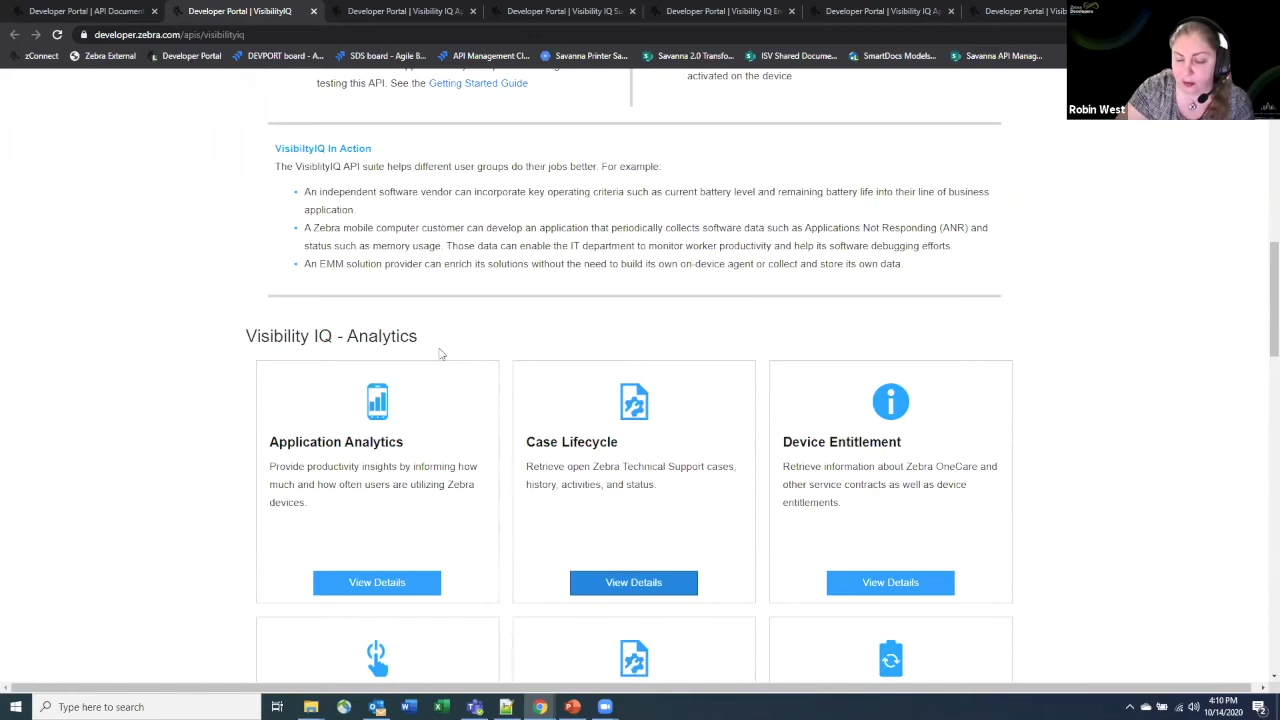 Developer Portal | API Document
Developer Portal | VisibilityIQ
Developer Portal | Visibility IQ Ap
Developer Portal | Visibility IQ Su
Developer Portal | Visibility IQ En
Developer Portal | Visibility IQ Ap
Developer Portal | Vis
developer.zebra.com/apis/visibilityiq
zConnect
Zebra External
Developer Portal
DEVPORT board - A...
SDS board - Agile B...
API Management Cl...
Savanna Printer Sa...
Savanna 2.0 Transfo...
ISV Shared Docume...
SmartDocs Models...
Savanna API Manag...
Zebra
Developers
Robin West
testing this API. See the Getting Started Guide
activated on the device
VisibiltyIQ In Action
The VisiblityIQ API suite helps different user groups do their jobs better. For example:
An independent software vendor can incorporate key operating criteria such as current battery level and remaining battery life into their line of business
application.
A Zebra mobile computer customer can develop an application that periodically collects software data such as Applications Not Responding (ANR) and
status such as memory usage. Those data can enable the IT department to monitor worker productivity and help its software debugging efforts.
An EMM solution provider can enrich its solutions without the need to build its own on-device agent or collect and store its own data.
Visibility IQ - Analytics
Application Analytics
Provide productivity insights by informing how
much and how often users are utilizing Zebra
devices.
View Details
Case Lifecycle
Retrieve open Zebra Technical Support cases,
history, activities, and status.
View Details
Device Entitlement
Retrieve information about Zebra OneCare and
other service contracts as well as device
entitlements.
View Details
Type here to search
4:10 PM
10/14/2020